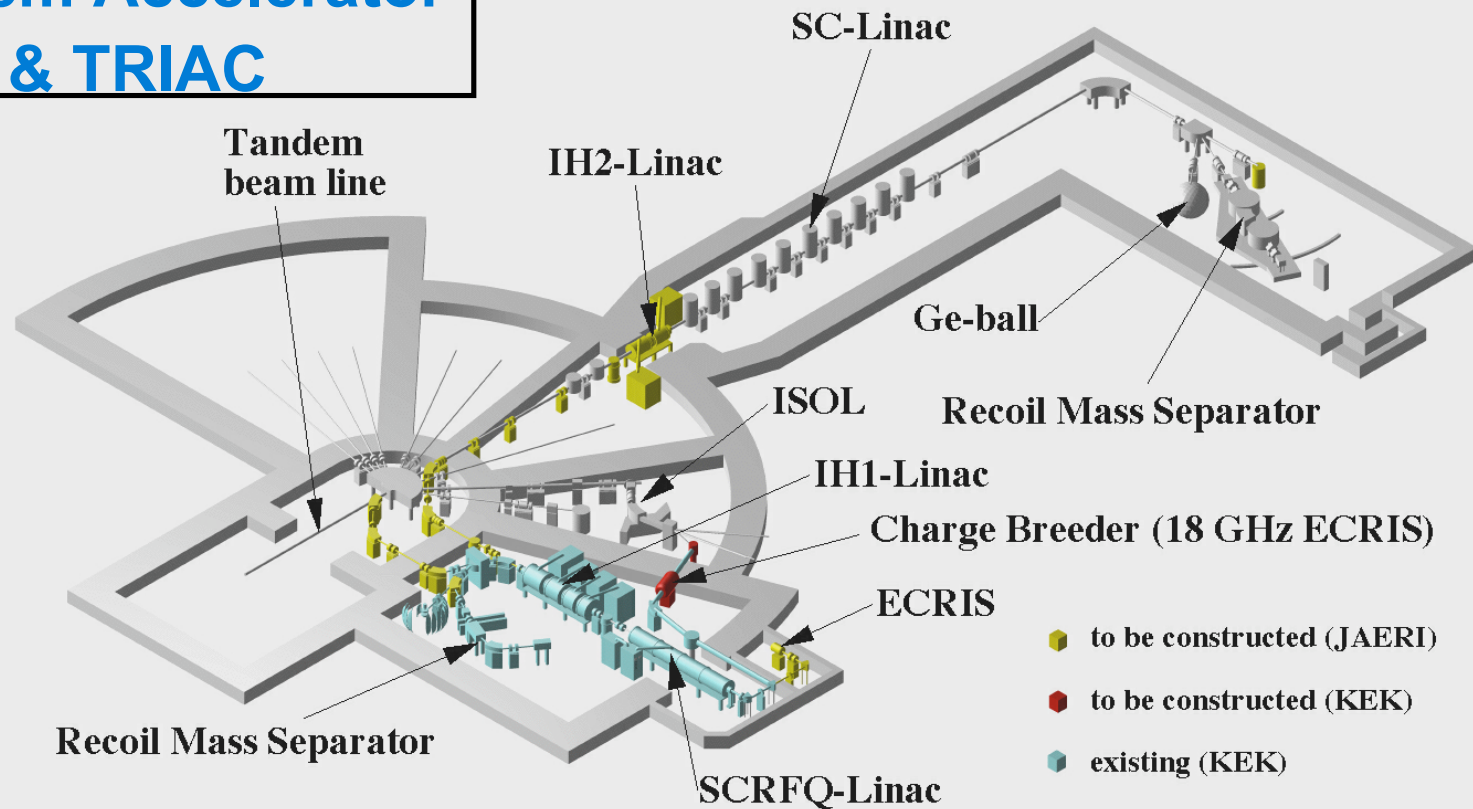 & TRIAC
SC-Linac
Tandem
beam line
IH2-Linac
Ge-ball
Recoil Mass Separator
ISOL
IH1-Linac
Charge Breeder (18 GHz ECRIS)
ECRIS
to be constructed (JAERI)
to be constructed (KEK)
existing (KEK)
Recoil Mass Separator
SCRFQ-Linac